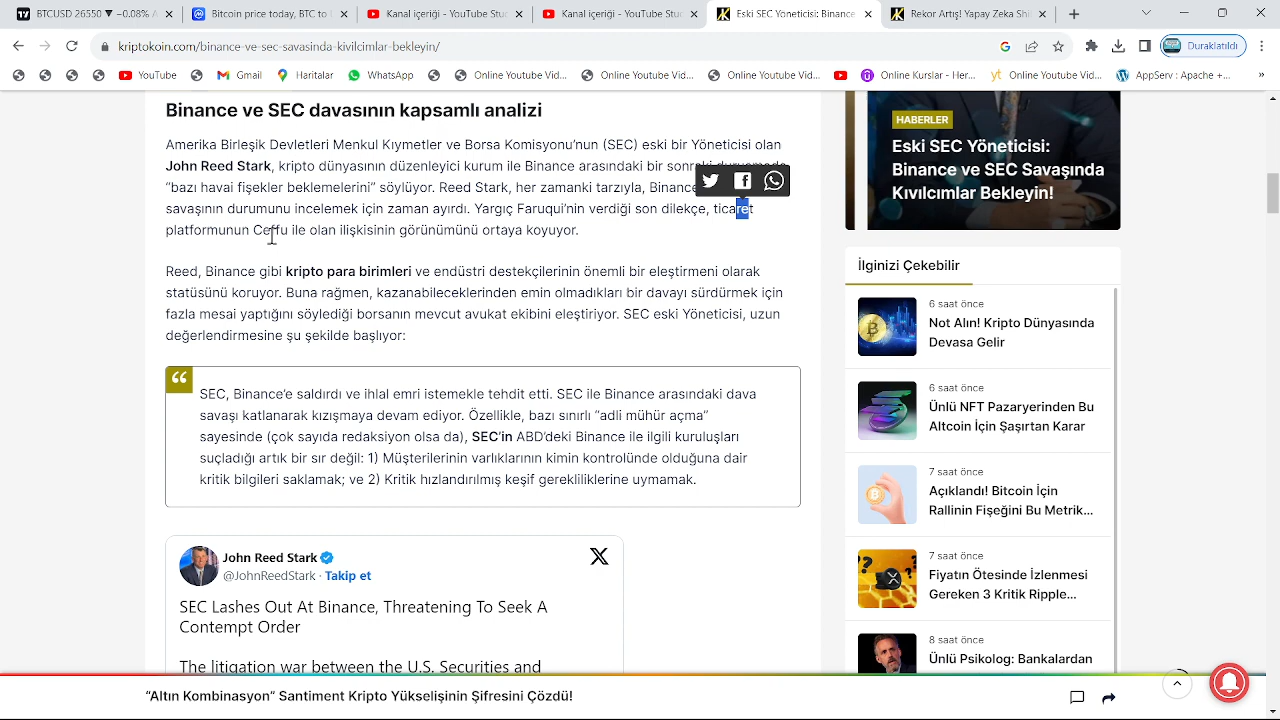 BTCUSD 26550 ▼ −0.08% A
Bitcoin price today, BTC to U
Kanal içeriği - YouTube Stud
Kanal içeriği - YouTube Stud
Eski SEC Yöneticisi: Binance
Rekor Artış! Yapay Zeka Shi
kriptokoin.com/binance-ve-sec-savasinda-kivilcimlar-bekleyin/
Duraklatıldı
YouTube
Gmail
Haritalar
WhatsApp
Online Youtube Vid...
Online Youtube Vid...
Online Youtube Vid...
Online Kurslar - Her...
Online Youtube Vid...
AppServ : Apache +...
»
Binance ve SEC davasının kapsamlı analizi
Amerika Birleşik Devletleri Menkul Kıymetler ve Borsa Komisyonu’nun (SEC) eski bir Yöneticisi olan
John Reed Stark, kripto dünyasının düzenleyici kurum ile Binance arasındaki bir sonraki duruşmada
“bazı havai fişekler beklemelerini” söylüyor. Reed Stark, her zamanki tarzıyla, Binance
savaşının durumunu incelemek için zaman ayırdı. Yargıç Faruqui’nin verdiği son dilekçe, ticaret
platformunun Ceffu ile olan ilişkisinin görünümünü ortaya koyuyor.
Reed, Binance gibi kripto para birimleri ve endüstri destekçilerinin önemli bir eleştirmeni olarak
statüsünü koruyor. Buna rağmen, kazanabileceklerinden emin olmadıkları bir davayı sürdürmek için
fazla mesai yaptığını söylediği borsanın mevcut avukat ekibini eleştiriyor. SEC eski Yöneticisi, uzun
değerlendirmesine şu şekilde başlıyor:
“
SEC, Binance’e saldırdı ve ihlal emri istemekle tehdit etti. SEC ile Binance arasındaki dava
savaşı katlanarak kızışmaya devam ediyor. Özellikle, bazı sınırlı “adli mühür açma”
sayesinde (çok sayıda redaksiyon olsa da), SEC’in ABD’deki Binance ile ilgili kuruluşları
suçladığı artık bir sır değil: 1) Müşterilerinin varlıklarının kimin kontrolünde olduğuna dair
kritik bilgileri saklamak; ve 2) Kritik hızlandırılmış keşif gerekliliklerine uymamak.
John Reed Stark
@JohnReedStark · Takip et
SEC Lashes Out At Binance, Threatening To Seek A
Contempt Order
The litigation war between the U.S. Securities and
HABERLER
Eski SEC Yöneticisi:
Binance ve SEC Savaşında
Kıvılcımlar Bekleyin!
İlginizi Çekebilir
6 saat önce
Not Alın! Kripto Dünyasında
Devasa Gelir
6 saat önce
Ünlü NFT Pazaryerinden Bu
Altcoin İçin Şaşırtan Karar
7 saat önce
Açıklandı! Bitcoin İçin
Rallinin Fişeğini Bu Metrik...
7 saat önce
Fiyatın Ötesinde İzlenmesi
Gereken 3 Kritik Ripple...
8 saat önce
Ünlü Psikolog: Bankalardan
“Altın Kombinasyon” Santiment Kripto Yükselişinin Şifresini Çözdü!